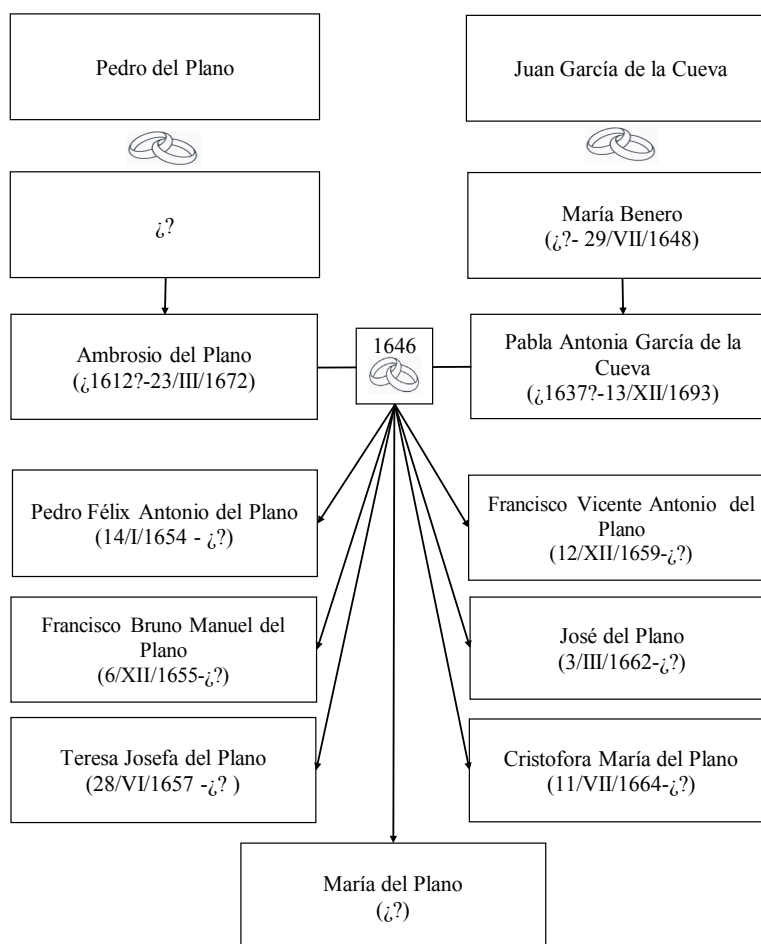 Pedro del Plano
Juan García de la Cueva
¿?
María Benero
(¿?- 29/VII/1648)
Ambrosio del Plano
(¿1612?-23/III/1672)
1646
Pabla Antonia García de la
Cueva
(¿1637?-13/XII/1693)
Pedro Félix Antonio del Plano
(14/I/1654 - ¿?)
Francisco Vicente Antonio del
Plano
(12/XII/1659-¿?)
Francisco Bruno Manuel del
Plano
(6/XII/1655-¿?)
José del Plano
(3/III/1662-¿?)
Teresa Josefa del Plano
(28/VI/1657 -¿? )
Cristofora María del Plano
(11/VII/1664-¿?)
María del Plano
(¿?)